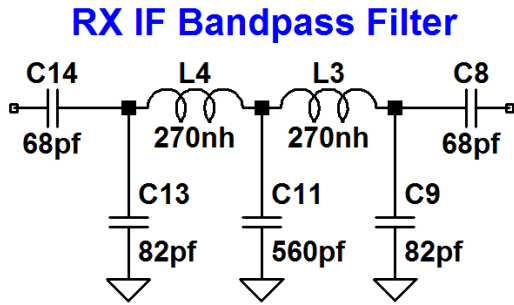 RX IF Bandpass Filter
C14 L4 L3 C8
68pf 270nh 270nh 68pf
C13 C11 C9
82pf 560pf 82pf